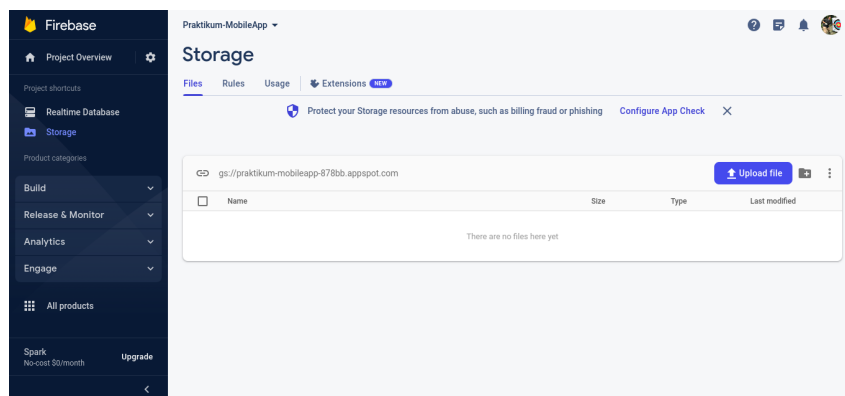 Firebase
Project Overview
Project shortcuts
Realtime Database
Storage
Product categories
Build
Release & Monitor
Analytics
Engage
All products
Spark
No-cost $0/month
Upgrade
Praktikum-MobileApp
Storage
Files Rules Usage Extensions NEW
Protect your Storage resources from abuse, such as billing fraud or phishing Configure App Check
gs://praktikum-mobileapp-878bb.appspot.com Upload file
Name Size Type Last modified
There are no files here yet